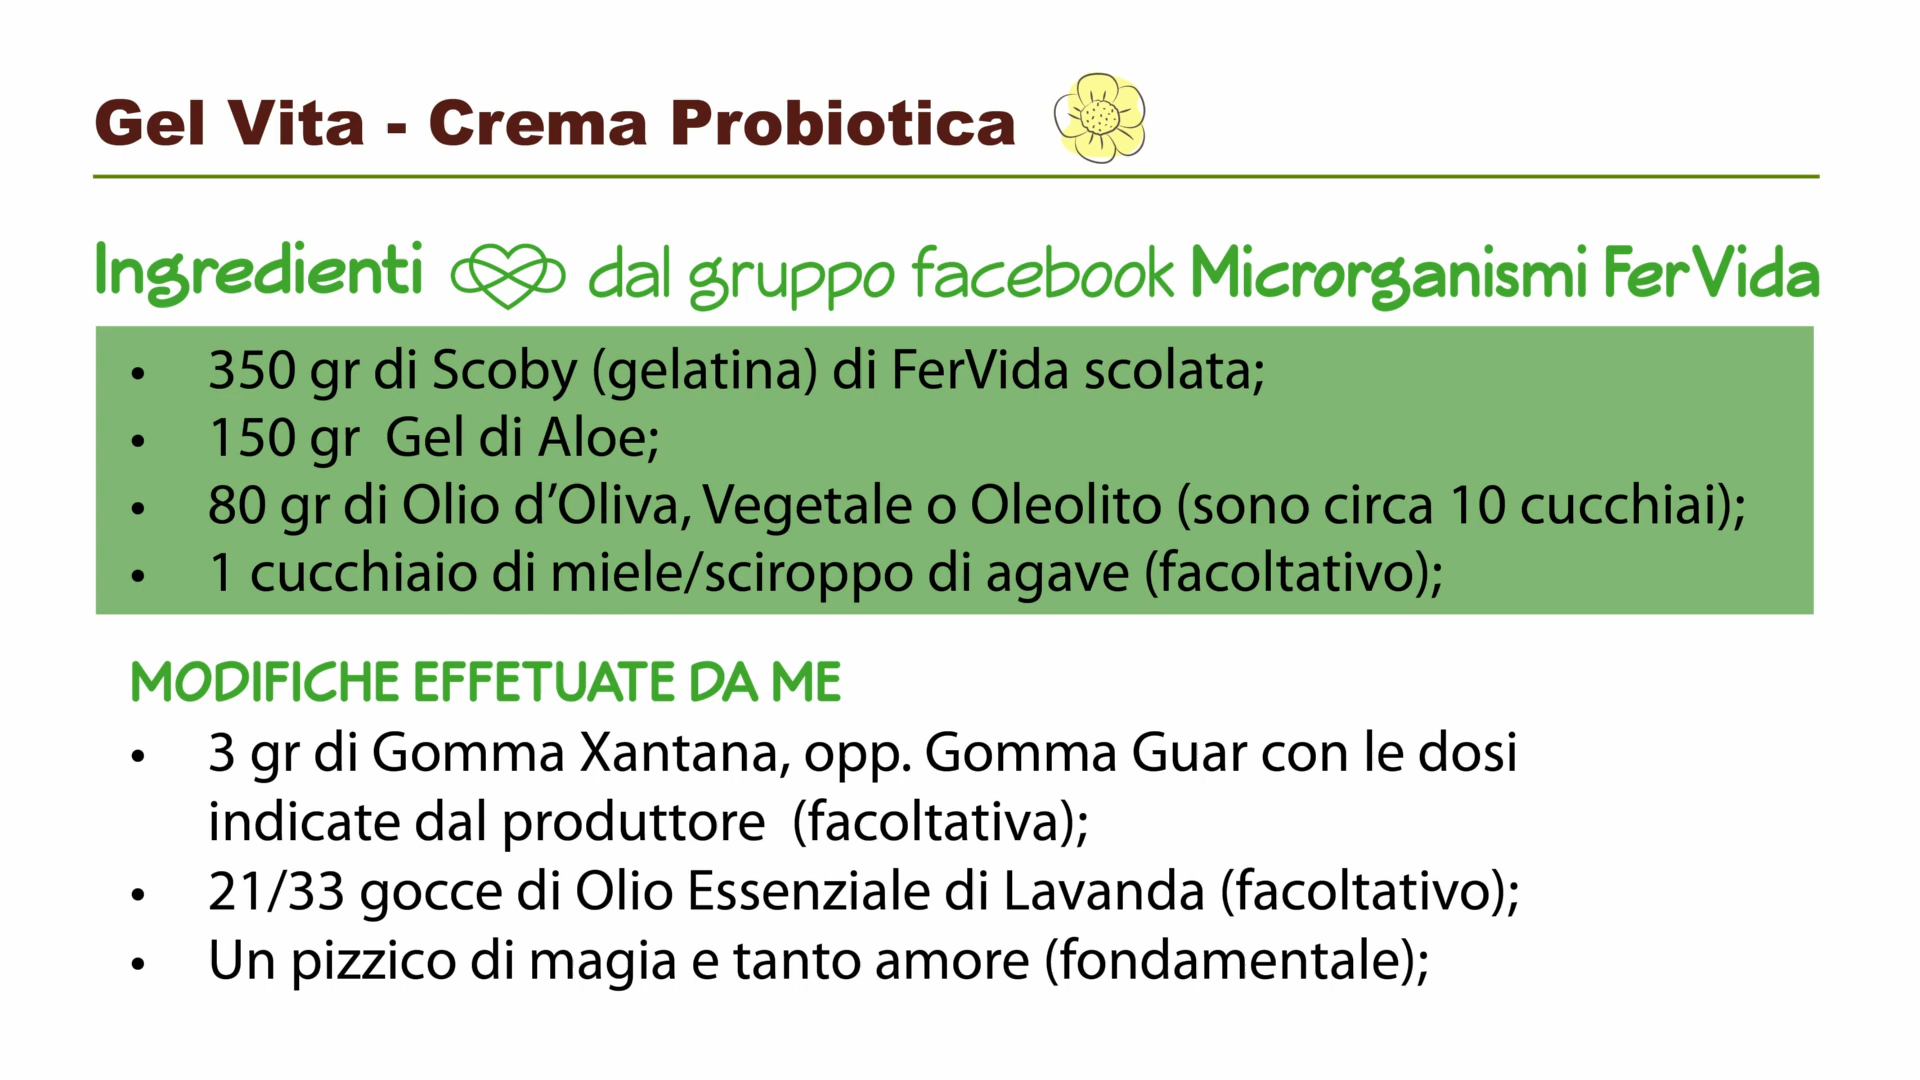 Gel Vita - Crema Probiotica
Ingredienti dal gruppo facebook Microrganismi FerVida
• 350 gr di Scoby (gelatina) di FerVida scolata;
• 150 gr  Gel di Aloe;
• 80 gr di Olio d’Oliva, Vegetale o Oleolito (sono circa 10 cucchiai);
• 1 cucchiaio di miele/sciroppo di agave (facoltativo);
MODIFICHE EFFETUATE DA ME
• 3 gr di Gomma Xantana, opp. Gomma Guar con le dosi
indicate dal produttore  (facoltativa);
• 21/33 gocce di Olio Essenziale di Lavanda (facoltativo);
• Un pizzico di magia e tanto amore (fondamentale);